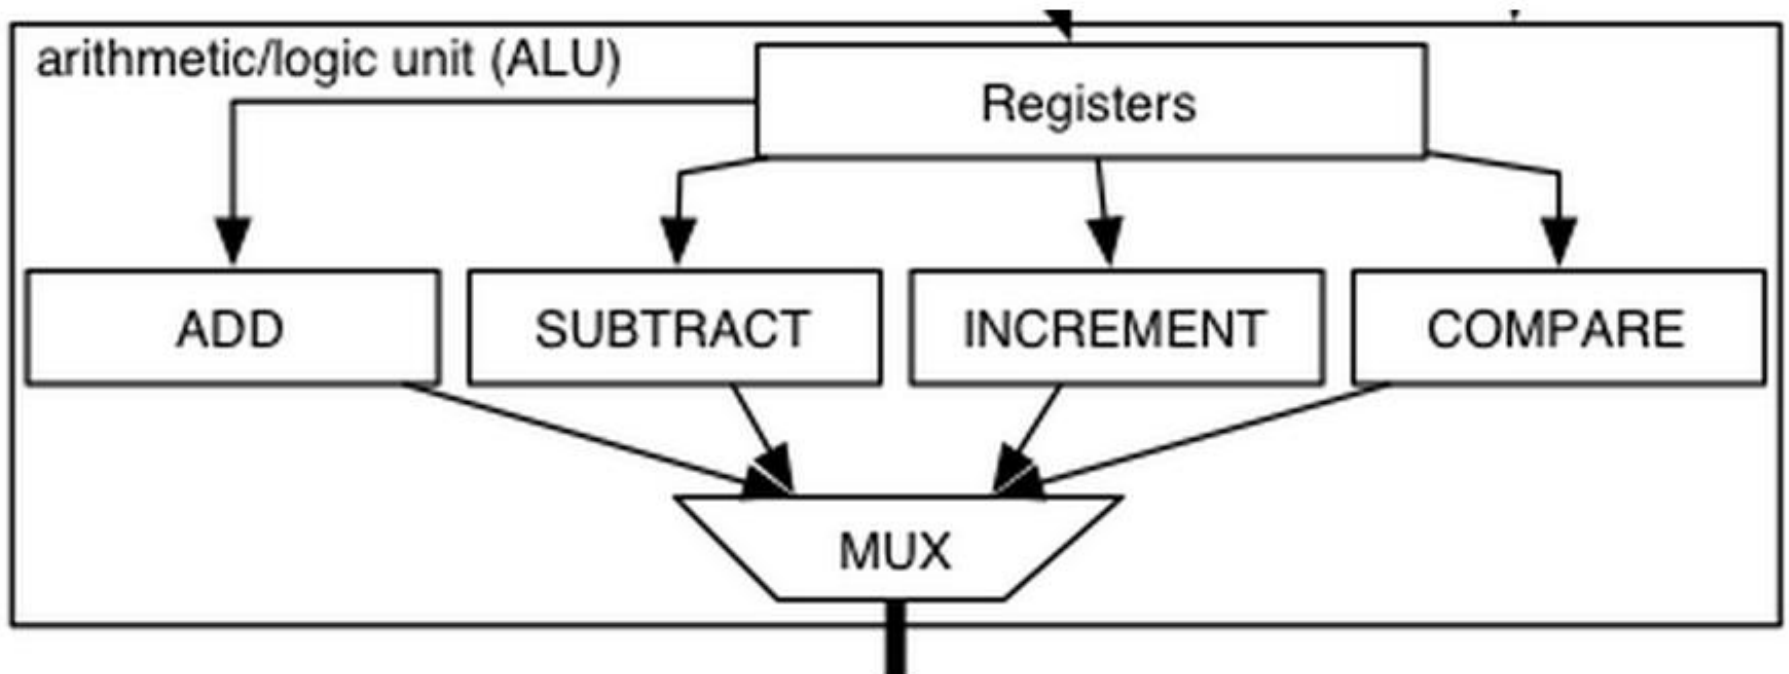 arithmetic/logic unit (ALU)
Registers
ADD
SUBTRACT
INCREMENT
COMPARE
MUX